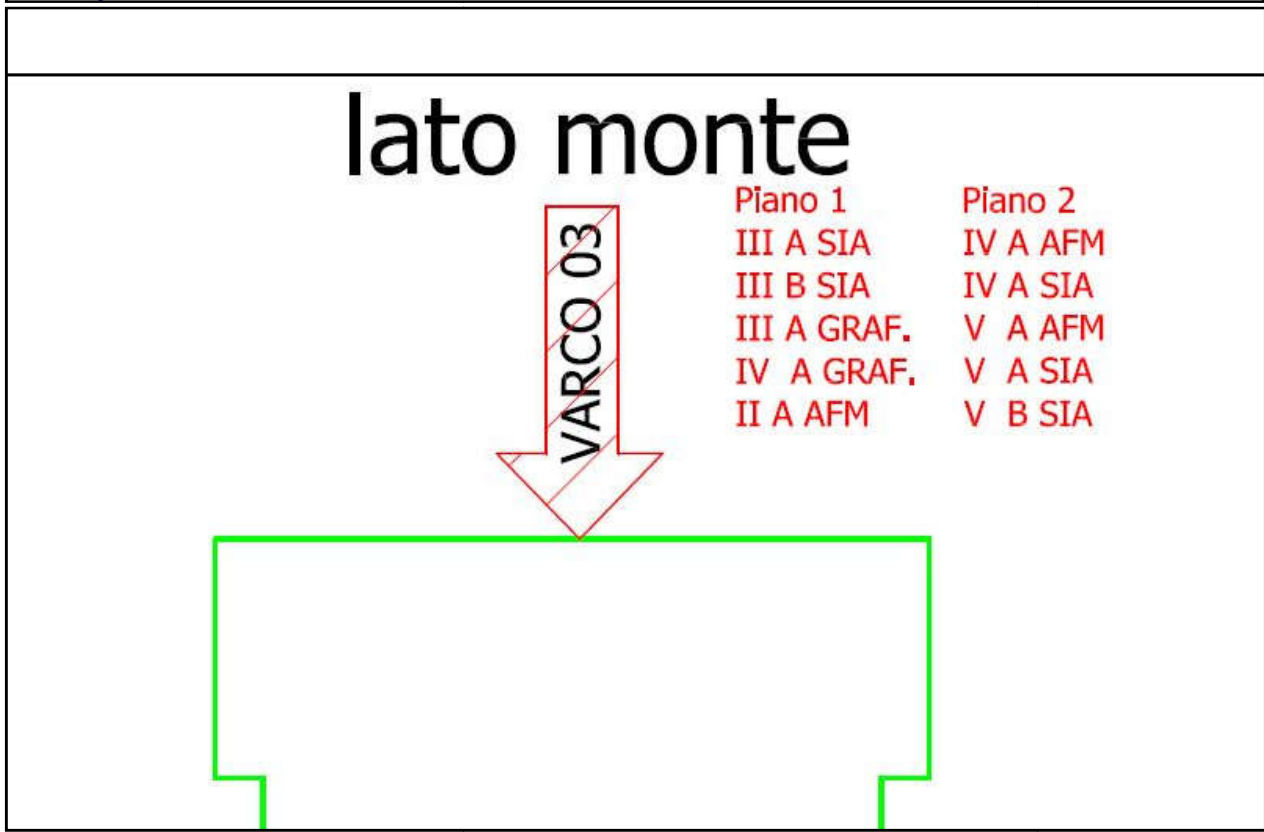 lato monte
VARCO 03
Piano 1
III A SIA
III B SIA
III A GRAF.
IV A GRAF.
II A AFM
Piano 2
IV A AFM
IV A SIA
V A AFM
V A SIA
V B SIA